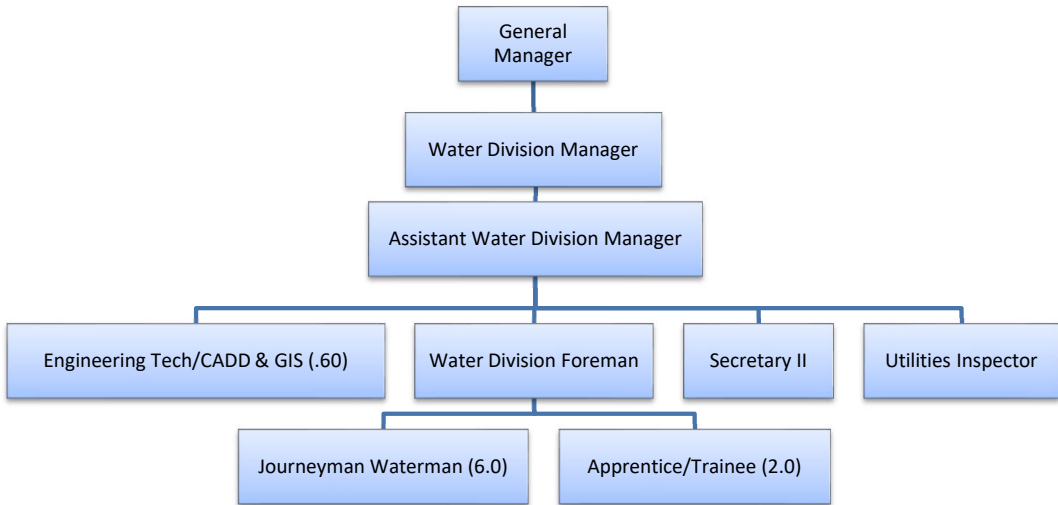 General
Manager
Water Division Manager
Assistant Water Division Manager
Engineering Tech/CADD & GIS (.60)
Water Division Foreman
Secretary II
Utilities Inspector
Journeyman Waterman (6.0)
Apprentice/Trainee (2.0)